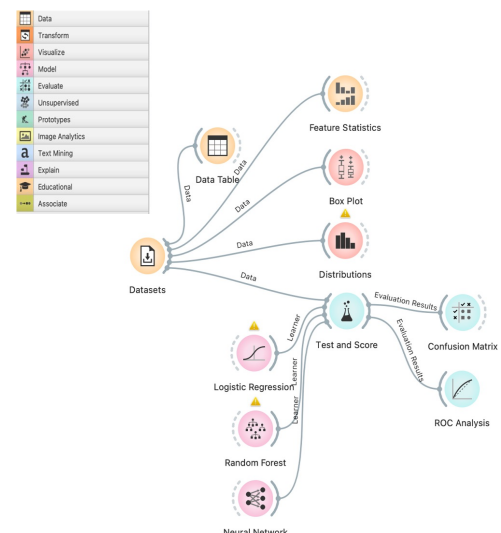 Data
Transform
Visualize
Model
Evaluate
Unsupervised
Prototypes
Image Analytics
a Text Mining
Explain
Educational
Associate
Feature Statistics
Data Table
Data
Data
Box Plot
Data
Data
Distributions
Datasets
Data
Test and Score
Evaluation Results
Confusion Matrix
Evaluation Results
ROC Analysis
Learner
Logistic Regression
Learner
Random Forest
Learner
Neural Network